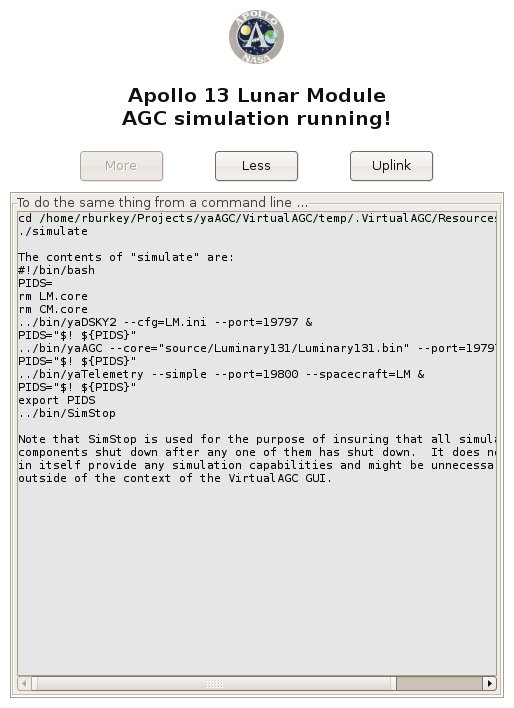 APOLLO
NASA
Apollo 13 Lunar Module
AGC simulation running!
More
Less
Uplink
To do the same thing from a command line ...
cd /home/rburkey/Projects/yaAGC/VirtualAGC/temp/.VirtualAGC/Resources
./simulate
The contents of "simulate" are:
#!/bin/bash
PIDS=
rm LM.core
rm CM.core
../bin/yaDSKY2 --cfg=LM.ini --port=19797 &
PIDS="$! ${PIDS}"
../bin/yaAGC --core="source/Luminary131/Luminary131.bin" --port=1979
PIDS="$! ${PIDS}"
../bin/yaTelemetry --simple --port=19800 --spacecraft=LM &
PIDS="$! ${PIDS}"
export PIDS
../bin/SimStop
Note that SimStop is used for the purpose of insuring that all simula
components shut down after any one of them has shut down.  It does no
in itself provide any simulation capabilities and might be unnecessa
outside of the context of the VirtualAGC GUI.